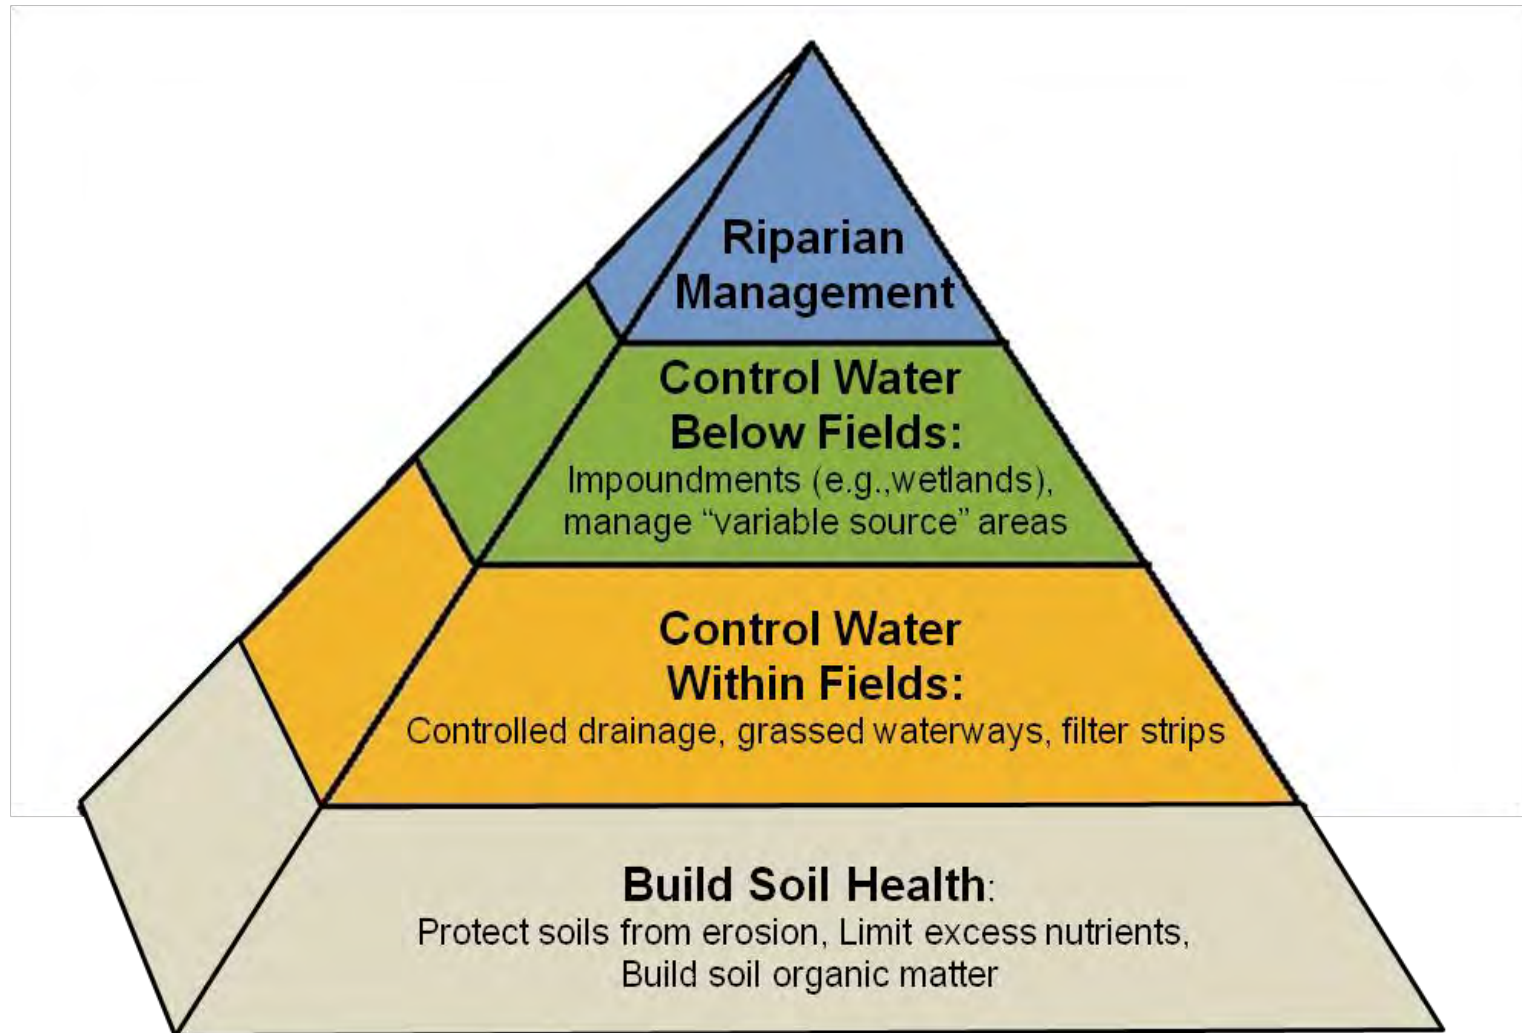 Riparian
Management
Control Water
Below Fields:
Impoundments (e.g.,wetlands),
manage “variable source” areas
Control Water
Within Fields:
Controlled drainage, grassed waterways, filter strips
Build Soil Health:
Protect soils from erosion, Limit excess nutrients,
Build soil organic matter